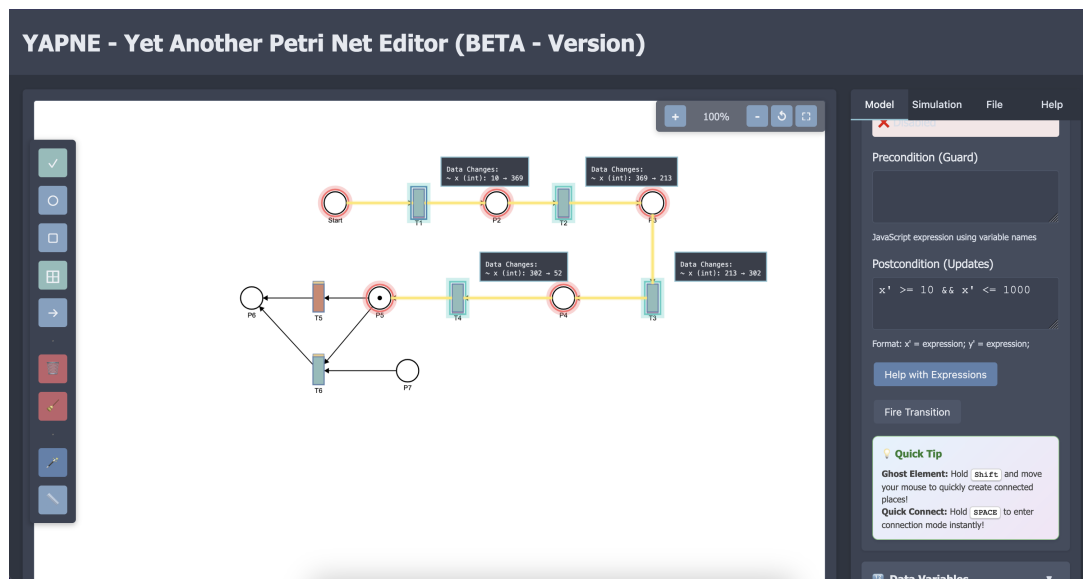 YAPNE - Yet Another Petri Net Editor (BETA - Version)
+ 100% -
Model Simulation File Help
Data Changes:
~ x (int): 10 → 369
Data Changes:
~ x (int): 369 → 213
Start
T1
P2
T2
P3
Data Changes:
~ x (int): 302 → 52
Data Changes:
~ x (int): 213 → 302
P6
T5
P5
T4
P4
T3
T6
P7
Precondition (Guard)
JavaScript expression using variable names
Postcondition (Updates)
x' >= 10 && x' <= 1000
Format: x' = expression; y' = expression;
Help with Expressions
Fire Transition
Quick Tip
Ghost Element: Hold Shift and move
your mouse to quickly create connected
places!
Quick Connect: Hold SPACE to enter
connection mode instantly!
Data Variables